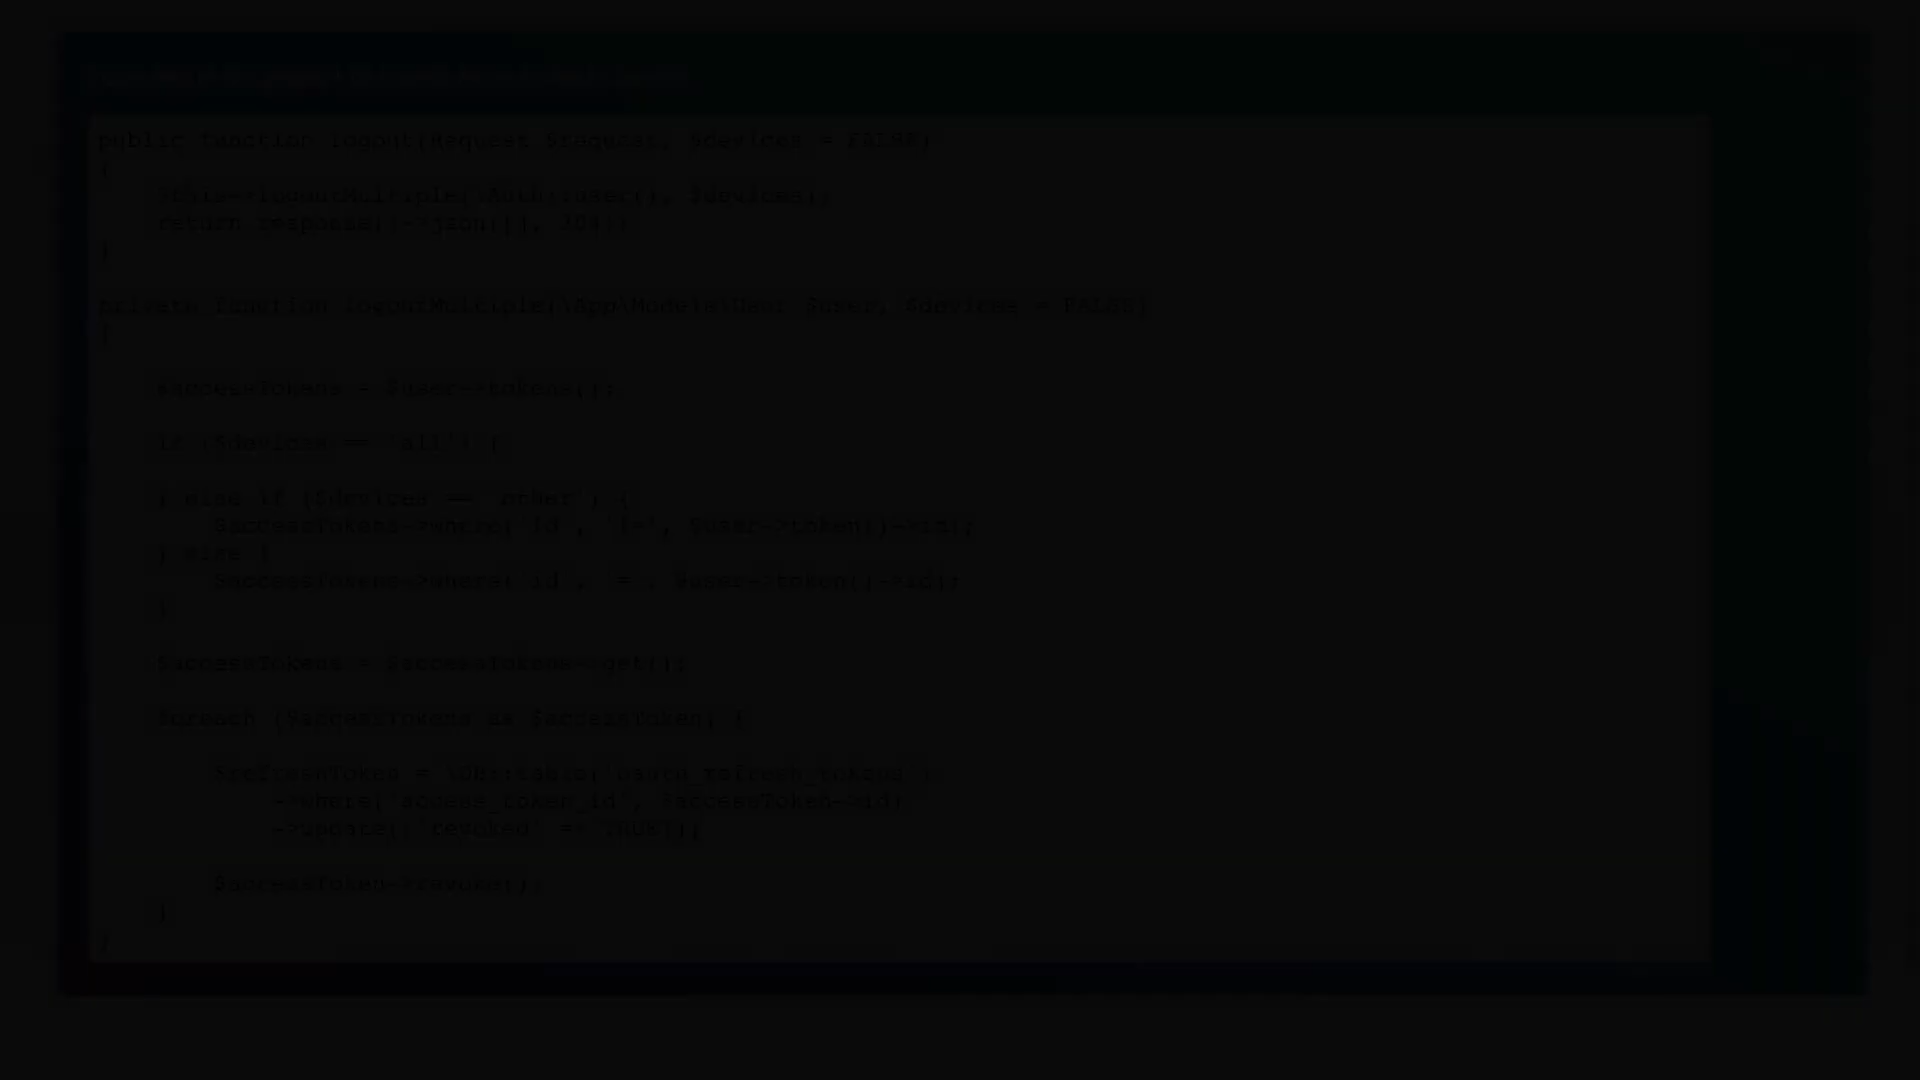 public function logout(Request $request, $devices = FALSE)
{
$this->logoutMultiple(\Auth::user(), $devices);
return response()->json([], 204);
}
private function logoutMultiple(\App\Models\User $user, $devices = FALSE)
{
$accessTokens = $user->tokens();
if ($devices == 'all') {
} else if ($devices == 'other') {
$accessTokens->where('id', '!=', $user->token()->id);
} else {
$accessTokens->where('id', '=', $user->token()->id);
}
$accessTokens = $accessTokens->get();
foreach ($accessTokens as $accessToken) {
$refreshToken = \DB::table('oauth_refresh_tokens')
->where('access_token_id', $accessToken->id)
->update(['revoked' => TRUE]);
$accessToken->revoke();
}
}